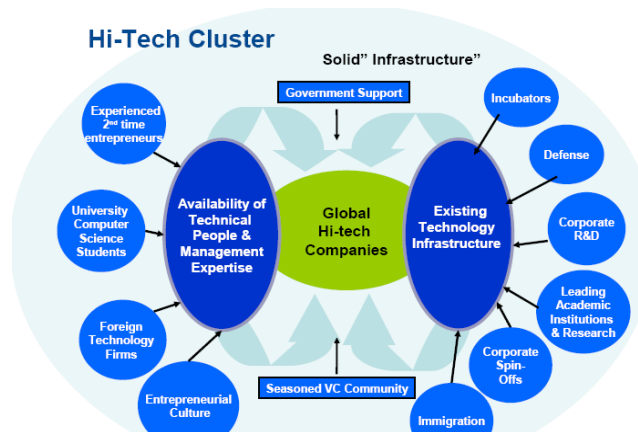 Hi-Tech Cluster
Solid” Infrastructure”
Government Support
Experienced
2nd time
entrepreneurs
University
Computer
Science
Students
Foreign
Technology
Firms
Entrepreneurial
Culture
Availability of
Technical
People &
Management
Expertise
Global
Hi-tech
Companies
Existing
Technology
Infrastructure
Incubators
Defense
Corporate
R&D
Leading
Academic
Institutions
& Research
Corporate
Spin-
Offs
Immigration
Seasoned VC Community